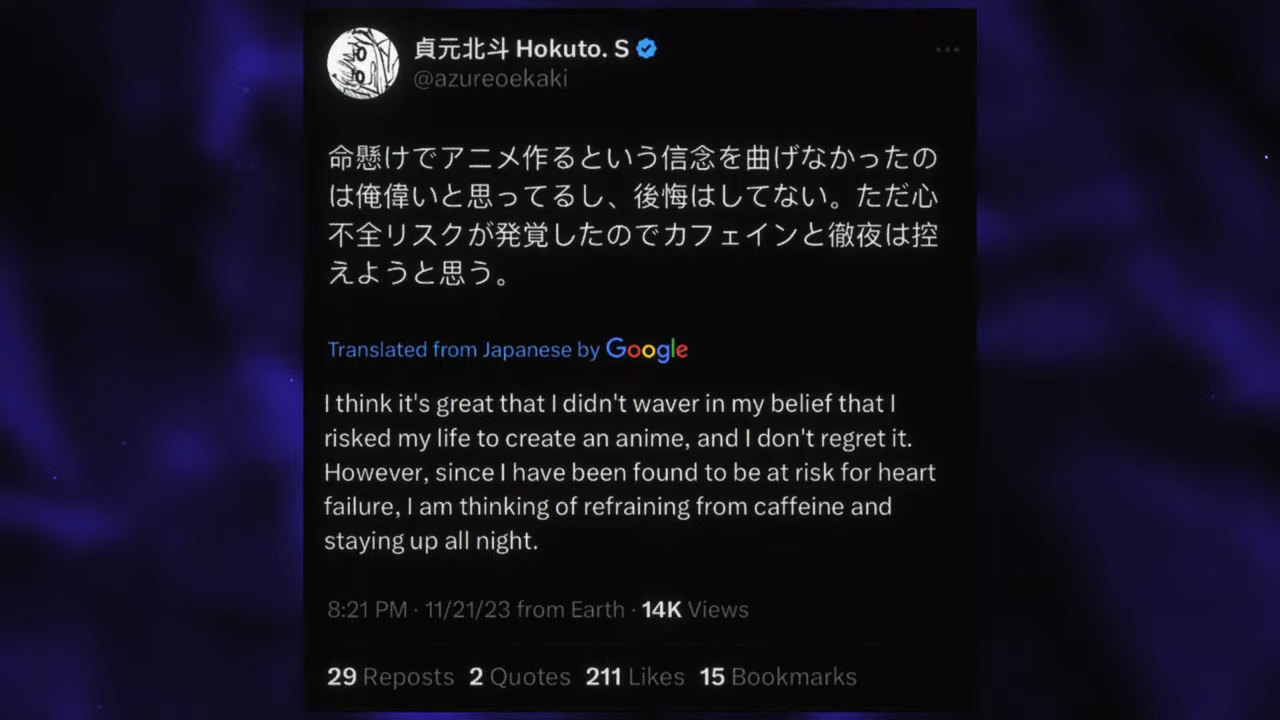 貞元北斗 Hokuto. S
@azureoekaki
命懸けでアニメ作るという信念を曲げなかったの
は俺偉いと思ってるし、後悔はしてない。ただ心
不全リスクが発覚したのでカフェインと徹夜は控
えようと思う。
Translated from Japanese by Google
I think it's great that I didn't waver in my belief that I
risked my life to create an anime, and I don't regret it.
However, since I have been found to be at risk for heart
failure, I am thinking of refraining from caffeine and
staying up all night.
8:21 PM · 11/21/23 from Earth · 14K Views
29 Reposts 2 Quotes 211 Likes 15 Bookmarks